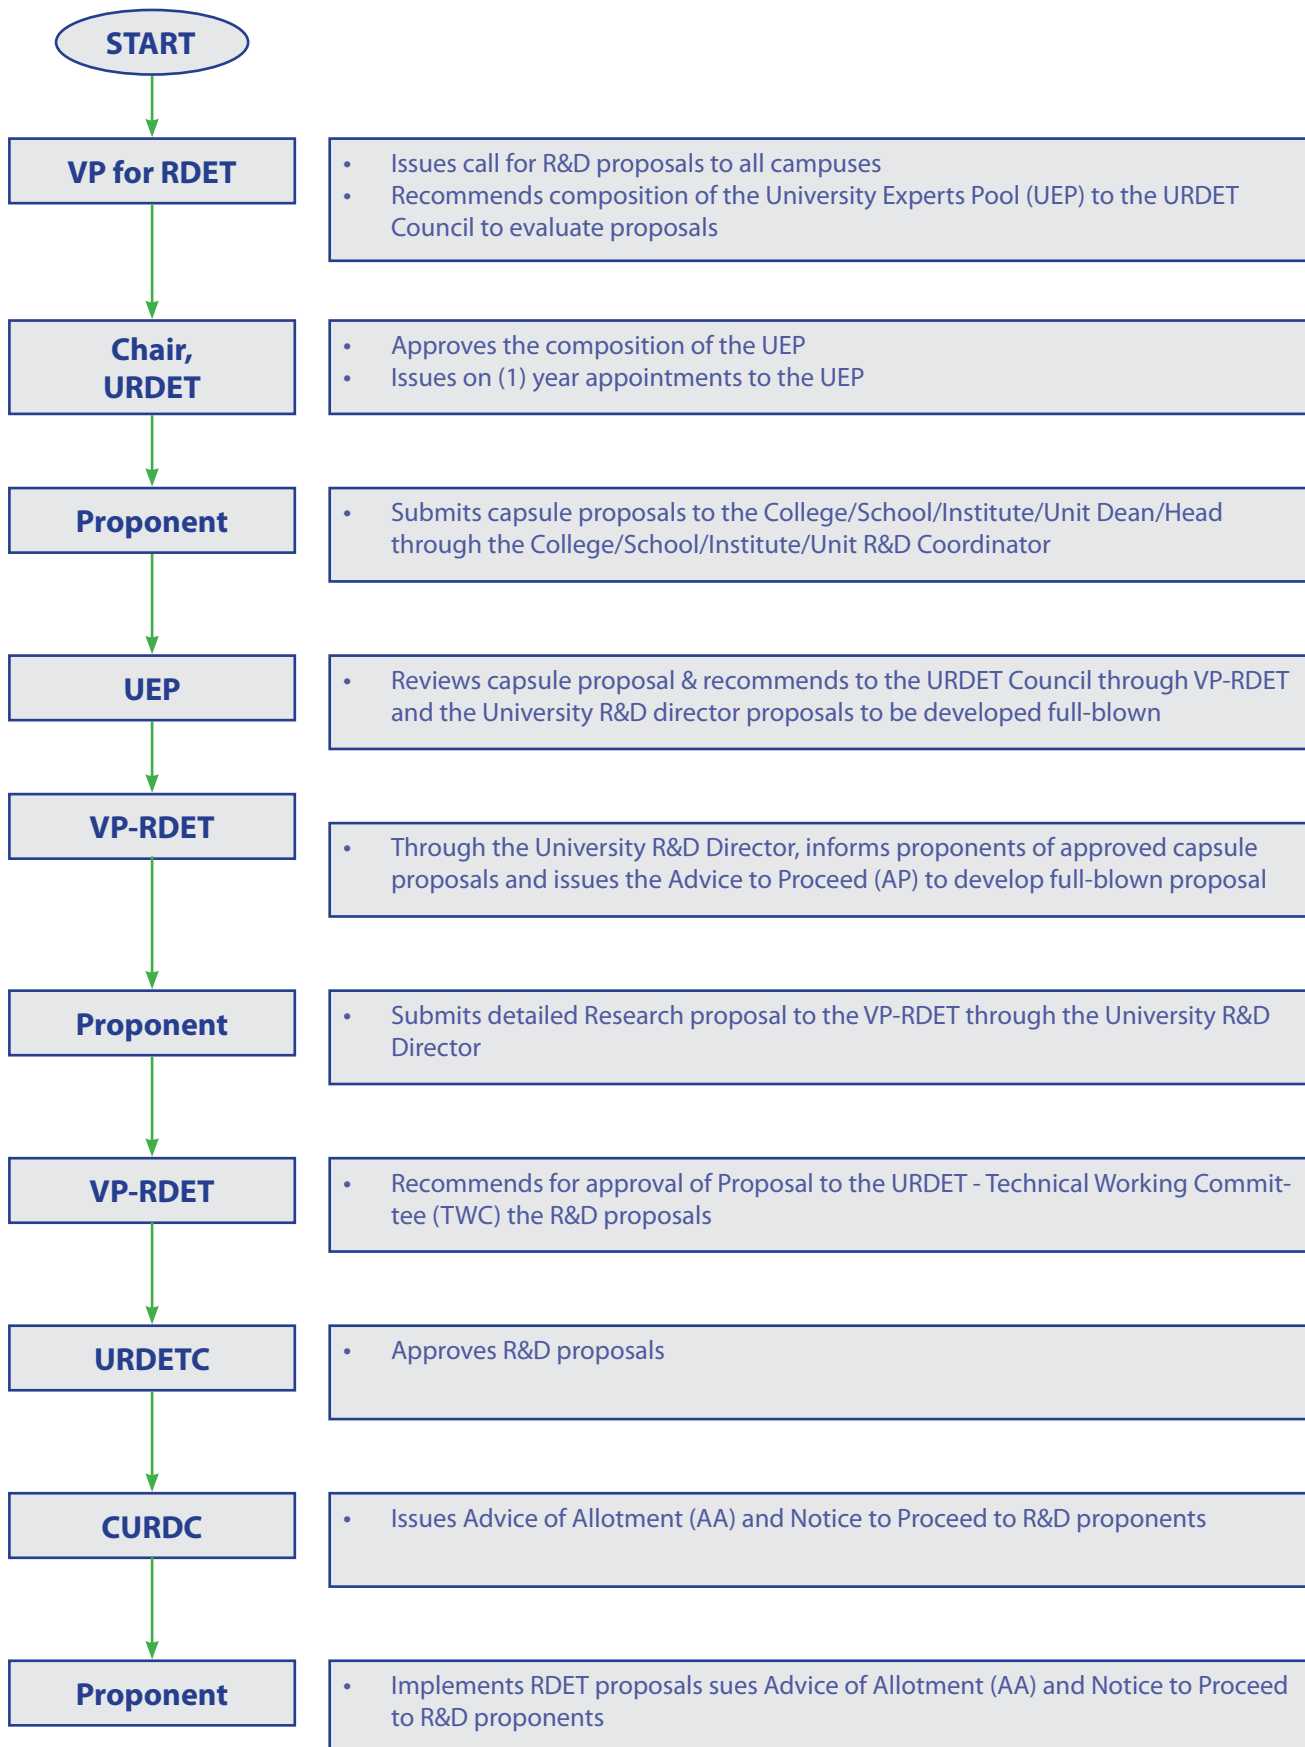 START
VP for RDET
• Issues call for R&D proposals to all campuses
• Recommends composition of the University Experts Pool (UEP) to the URDET
Council to evaluate proposals
Chair,
URDET
• Approves the composition of the UEP
• Issues on (1) year appointments to the UEP
Proponent
• Submits capsule proposals to the College/School/Institute/Unit Dean/Head
through the College/School/Institute/Unit R&D Coordinator
UEP
• Reviews capsule proposal & recommends to the URDET Council through VP-RDET
and the University R&D director proposals to be developed full-blown
VP-RDET
• Through the University R&D Director, informs proponents of approved capsule
proposals and issues the Advice to Proceed (AP) to develop full-blown proposal
Proponent
• Submits detailed Research proposal to the VP-RDET through the University R&D
Director
VP-RDET
• Recommends for approval of Proposal to the URDET - Technical Working Commit-
tee (TWC) the R&D proposals
URDETC
• Approves R&D proposals
CURDC
• Issues Advice of Allotment (AA) and Notice to Proceed to R&D proponents
Proponent
• Implements RDET proposals sues Advice of Allotment (AA) and Notice to Proceed
to R&D proponents